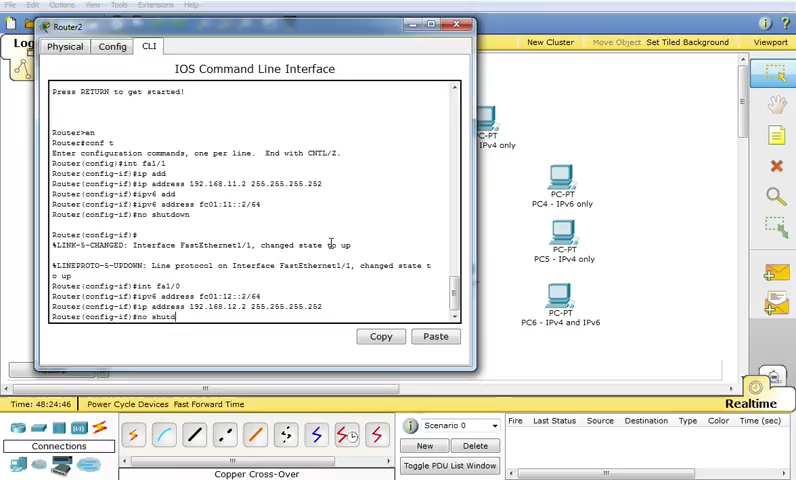 File Edit Options View Tools Extensions Help
Router2
Log
New Cluster Move Object Set Tiled Background Viewport
Physical Config CLI
IOS Command Line Interface
Press RETURN to get started!
Router>en
Router#conf t
Enter configuration commands, one per line. End with CNTL/Z.
Router(config)#int fa1/1
Router(config-if)#ip add
Router(config-if)#ip address 192.168.11.2 255.255.255.252
Router(config-if)#ipv6 add
Router(config-if)#ipv6 address fc01:11::2/64
Router(config-if)#no shutdown
Router(config-if)#
%LINK-5-CHANGED: Interface FastEthernet1/1, changed state to up
%LINEPROTO-5-UPDOWN: Line protocol on Interface FastEthernet1/1, changed state t
o up
Router(config-if)#int fa1/0
Router(config-if)#ipv6 address fc01:12::2/64
Router(config-if)#ip address 192.168.12.2 255.255.255.252
Router(config-if)#no shutd
Copy Paste
PC-PT
IPv4 only
PC-PT
PC4 - IPv6 only
PC-PT
PC5 - IPv4 only
PC-PT
PC6 - IPv4 and IPv6
Time: 48:24:46 Power Cycle Devices Fast Forward Time
Realtime
Connections
Copper Cross-Over
Scenario 0
New Delete
Toggle PDU List Window
Fire Last Status Source Destination Type Color Time (sec)